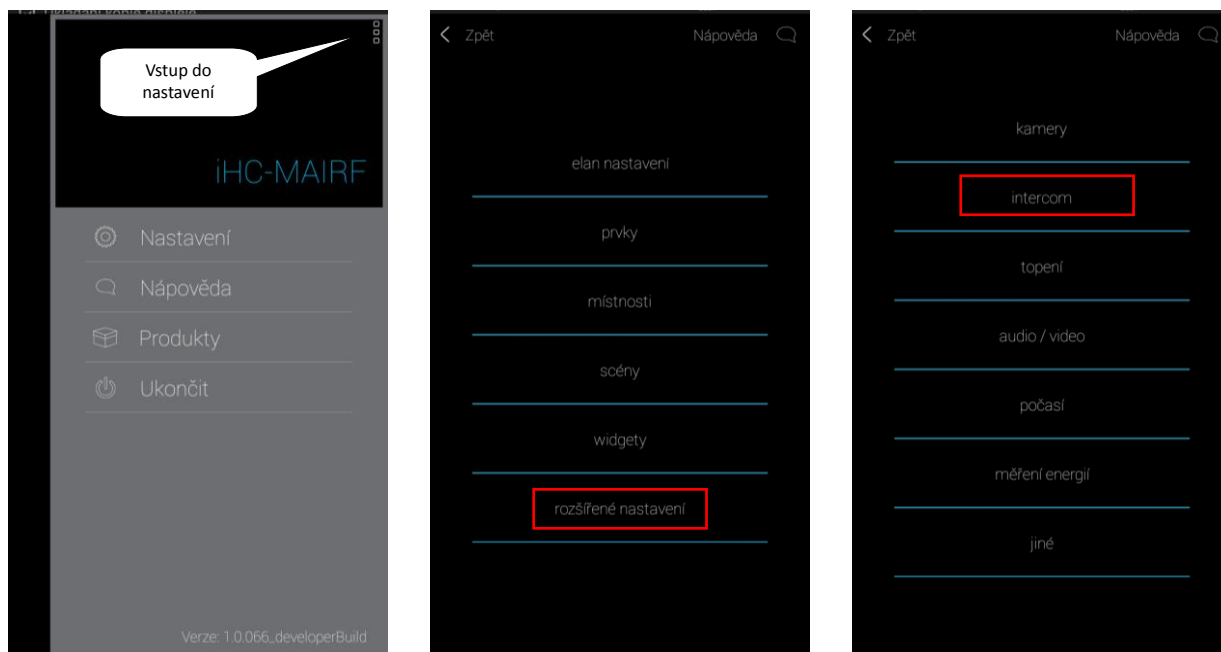 Vstup do
nastavení
iHC-MAIRF
Nastavení
Nápověda
Produkty
Ukončit
Verze: 1.0.066_developerBuild
Zpět
Nápověda
elan nastavení
prvky
místnosti
scény
widgety
rozšířené nastavení
Zpět
Nápověda
kamery
intercom
topení
audio / video
počasí
měření energií
jiné